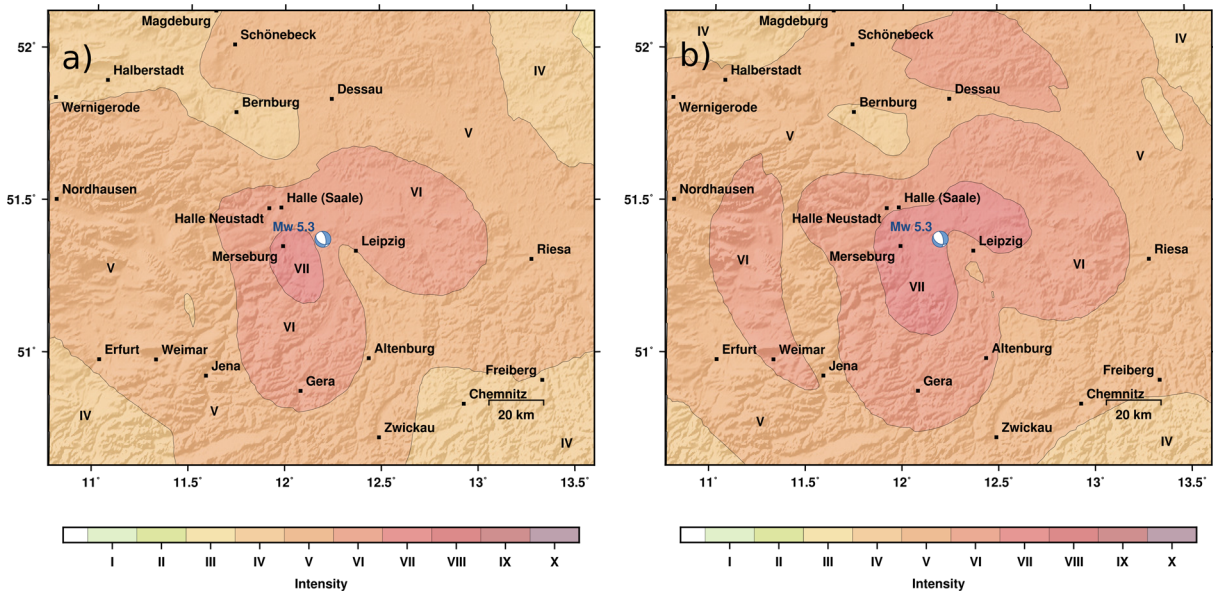 a)
Magdeburg
Schönebeck
52°
IV
Halberstadt
Dessau
Wernigerode
Bernburg
V
VI
51.5°
Nordhausen
Halle (Saale)
Halle Neustadt
Mw 5.3
Leipzig
Riesa
Merseburg
V
VII
VI
51°
Erfurt
Weimar
Altenburg
Jena
Gera
Freiberg
Chemnitz
IV
V
20 km
Zwickau
IV
11°
11.5°
12°
12.5°
13°
13.5°
I
II
III
IV
V
VI
VII
VIII
IX
X
Intensity
b)
Magdeburg
IV
Schönebeck
IV
52°
Halberstadt
Dessau
Wernigerode
Bernburg
V
V
51.5°
Nordhausen
Halle (Saale)
Halle Neustadt
Mw 5.3
Leipzig
Riesa
Merseburg
VI
VI
VII
51°
Erfurt
Weimar
Altenburg
Jena
Gera
Freiberg
Chemnitz
V
20 km
Zwickau
IV
11°
11.5°
12°
12.5°
13°
13.5°
I
II
III
IV
V
VI
VII
VIII
IX
X
Intensity